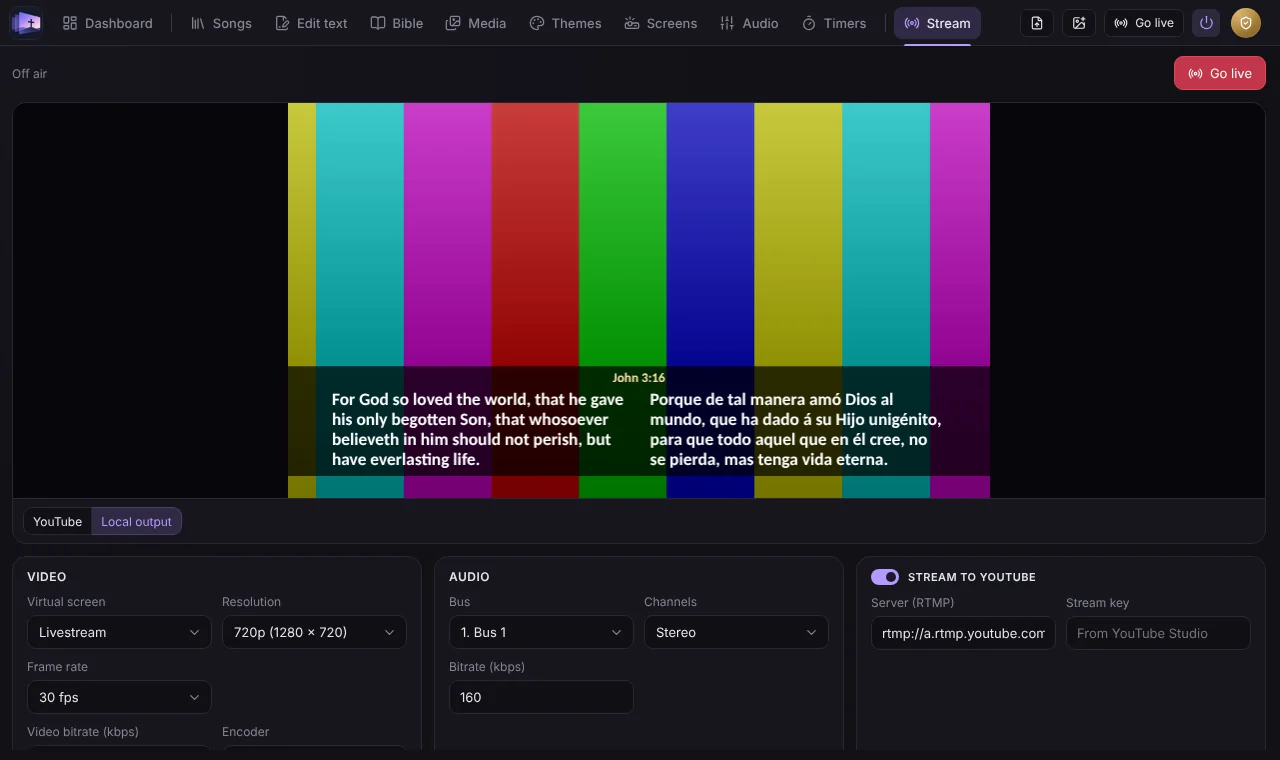 Dashboard
Songs
Edit text
Bible
Media
Themes
Screens
Audio
Timers
Stream
Go live
Off air
Go live
John 3:16
For God so loved the world, that he gave
his only begotten Son, that whosoever
believeth in him should not perish, but
have everlasting life.
Porque de tal manera amó Dios al
mundo, que ha dado á su Hijo unigénito,
para que todo aquel que en él cree, no
se pierda, mas tenga vida eterna.
YouTube
Local output
VIDEO
Virtual screen
Resolution
Livestream
720p (1280 × 720)
Frame rate
30 fps
Video bitrate (kbps)
Encoder
AUDIO
Bus
Channels
1. Bus 1
Stereo
Bitrate (kbps)
160
STREAM TO YOUTUBE
Server (RTMP)
Stream key
rtmp://a.rtmp.youtube.com
From YouTube Studio